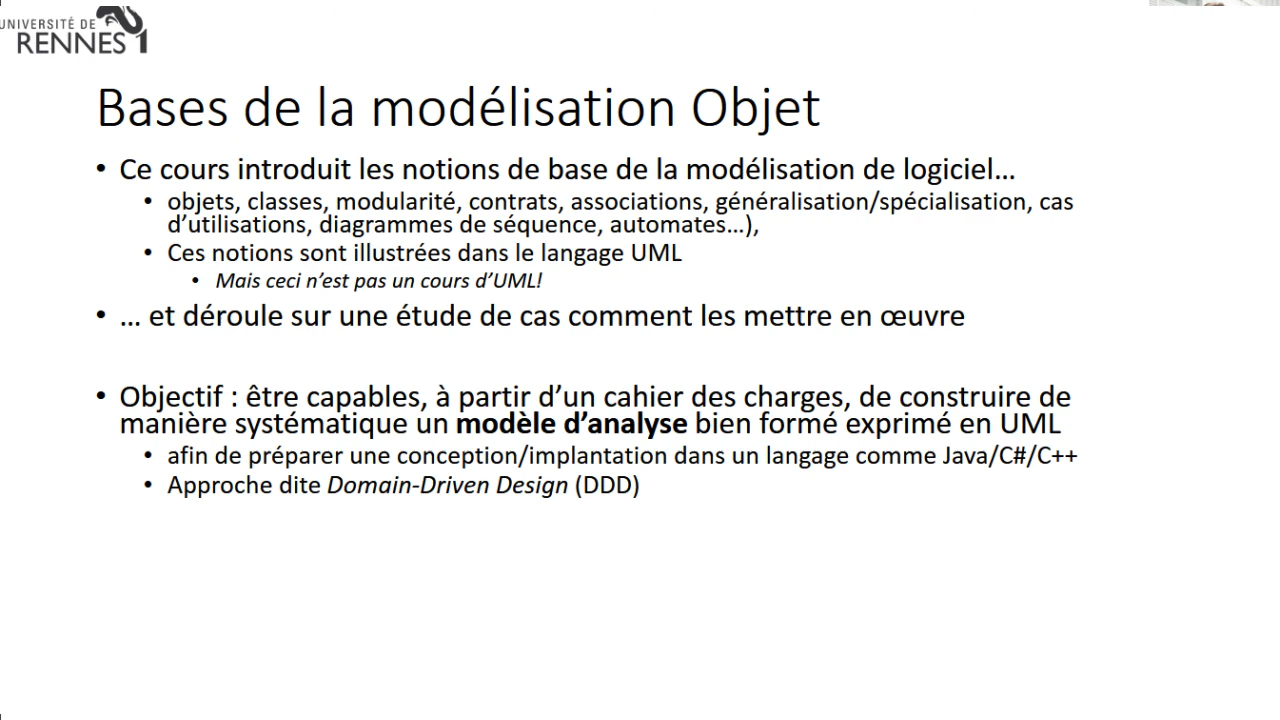 UNIVERSITÉ DE
RENNES 1
Bases de la modélisation Objet
• Ce cours introduit les notions de base de la modélisation de logiciel…
• objets, classes, modularité, contrats, associations, généralisation/spécialisation, cas
d’utilisations, diagrammes de séquence, automates…),
• Ces notions sont illustrées dans le langage UML
• Mais ceci n’est pas un cours d’UML!
• … et déroule sur une étude de cas comment les mettre en œuvre
• Objectif : être capables, à partir d’un cahier des charges, de construire de
manière systématique un modèle d’analyse bien formé exprimé en UML
• afin de préparer une conception/implantation dans un langage comme Java/C#/C++
• Approche dite Domain-Driven Design (DDD)